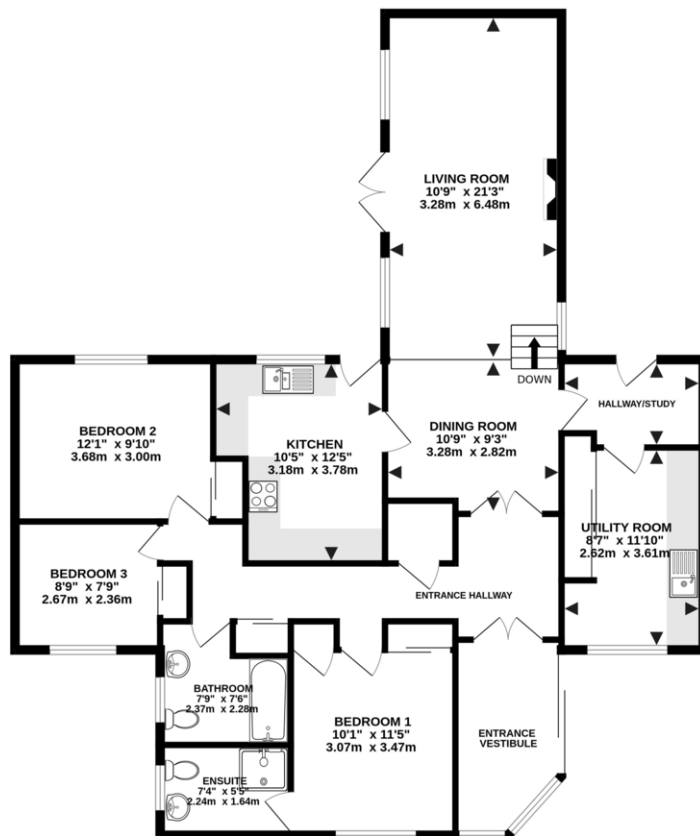 LIVING ROOM
10'9" x 21'3"
3.28m x 6.48m
DOWN
BEDROOM 2
12'1" x 9'10"
3.68m x 3.00m
KITCHEN
10'5" x 12'5"
3.18m x 3.78m
DINING ROOM
10'9" x 9'3"
3.28m x 2.82m
HALLWAY/STUDY
UTILITY ROOM
8'7" x 11'10"
2.62m x 3.61m
BEDROOM 3
8'9" x 7'9"
2.67m x 2.36m
ENTRANCE HALLWAY
BATHROOM
7'9" x 7'6"
2.37m x 2.28m
BEDROOM 1
10'1" x 11'5"
3.07m x 3.47m
ENTRANCE
VESTIBULE
ENSUITE
7'4" x 5'5"
2.24m x 1.64m